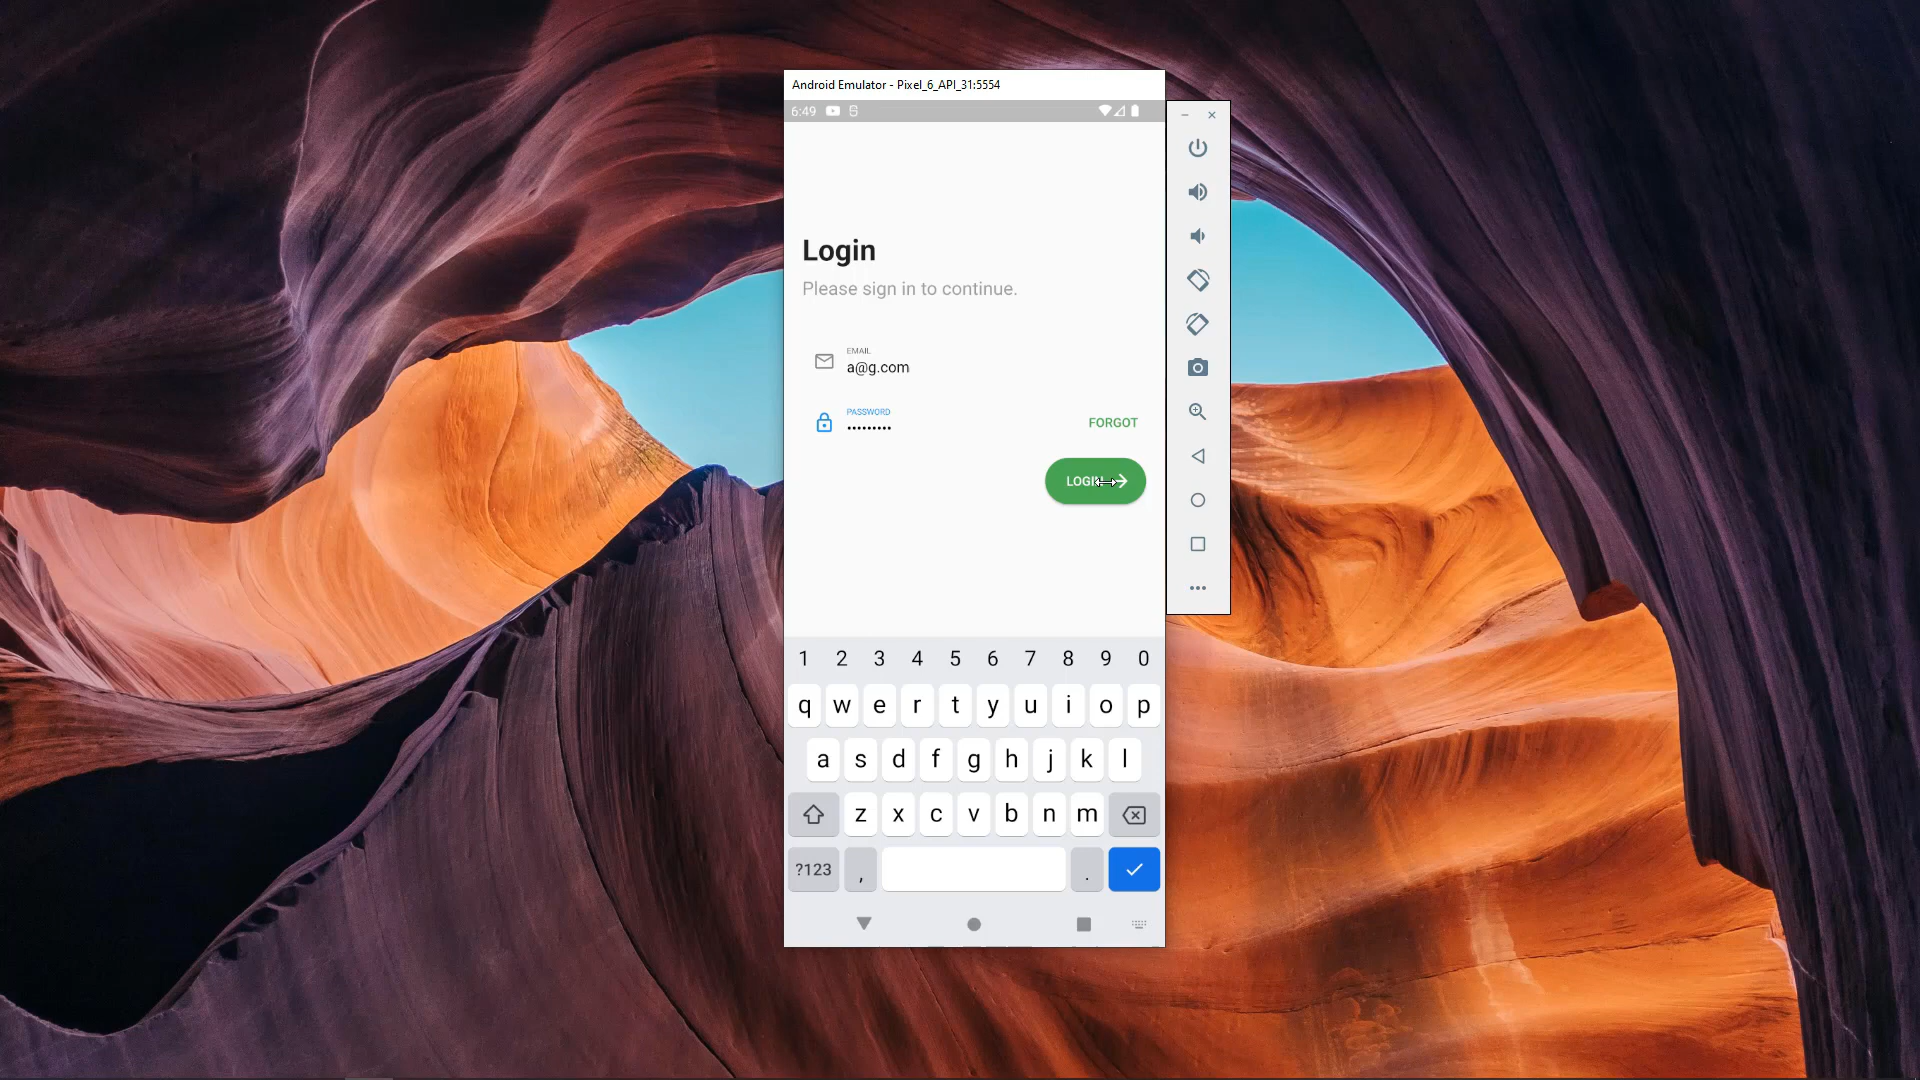 Android Emulator - Pixel_6_API_31:5554
6:49
Login
Please sign in to continue.
EMAIL
a@g.com
PASSWORD
•••••••••
FORGOT
LOGIN
1 2 3 4 5 6 7 8 9 0
q w e r t y u i o p
a s d f g h j k l
z x c v b n m
?123 , .